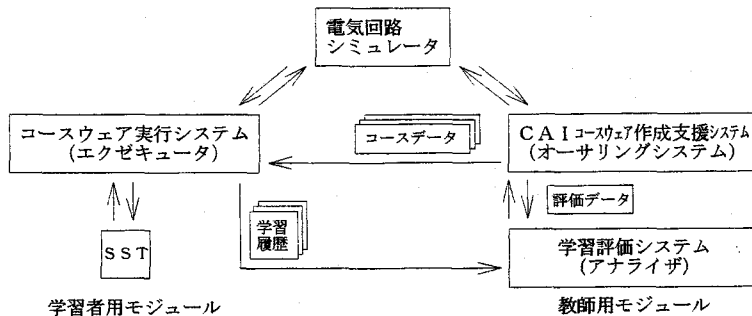 電気回路
シミュレータ
コースウェア実行システム
(エクゼキュータ)
コースデータ
ＣＡＩコースウェア作成支援システム
(オーサリングシステム)
評価データ
ＳＳＴ
学習
履歴
学習評価システム
(アナライザ)
学習者用モジュール
教師用モジュール